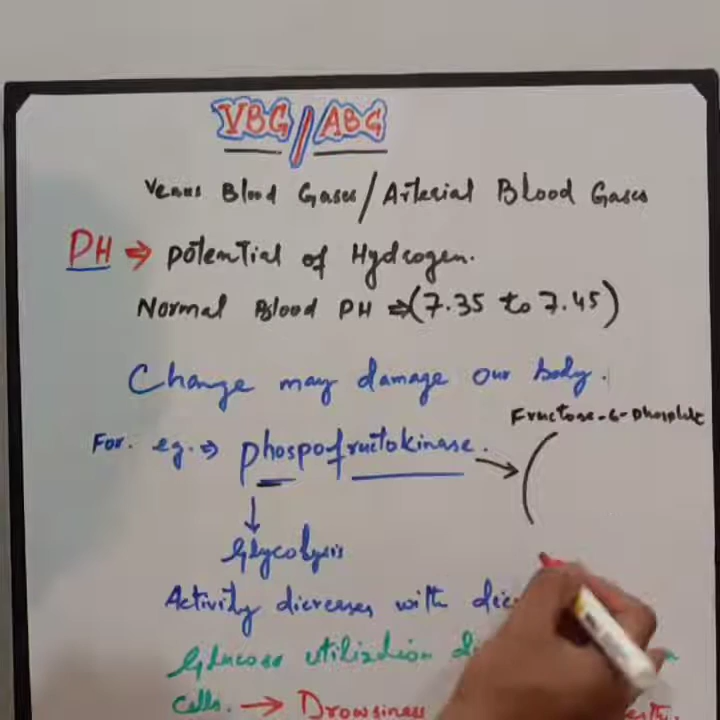 VBG / ABG
Venus Blood Gases / Arterial Blood Gases
PH ⇒ Potential of Hydrogen.
Normal Blood PH ⇒ (7.35 to 7.45)
Change may damage our body.
Fructose-6-phosphate
For. eg. ⇒ phospofructokinase. →
↓
Glycolysis
Activity dicreases with
Glucose utilization
cells. → Drowsiness